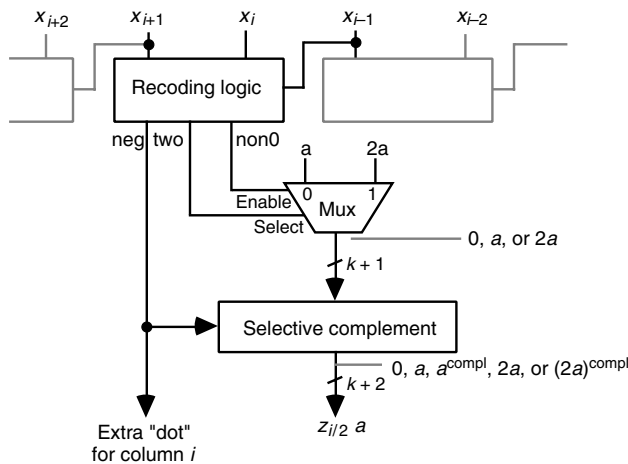 x_{i+2} x_{i+1} x_i x_{i–1} x_{i–2}
Recoding logic
neg two non0
a 2a
0 1
Enable
Mux
Select
0, a, or 2a
k + 1
Selective complement
0, a, a^{compl}, 2a, or (2a)^{compl}
k + 2
Extra "dot"
for column i
z_{i/2} a